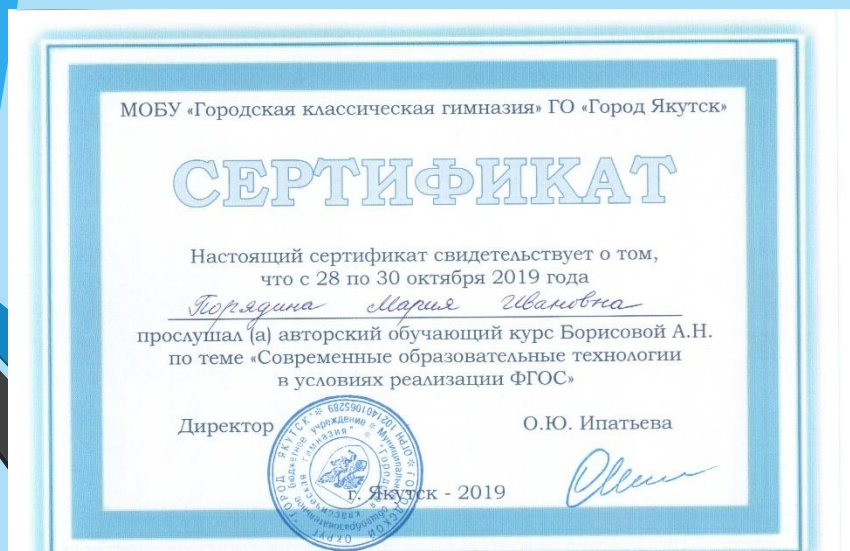 МОБУ «Городская классическая гимназия» ГО «Город Якутск»
СЕРТИФИКАТ
Настоящий сертификат свидетельствует о том,
что с 28 по 30 октября 2019 года
Порядина Мария Ивановна
прослушал (а) авторский обучающий курс Борисовой А.Н.
по теме «Современные образовательные технологии
в условиях реализации ФГОС»
Директор О.Ю. Ипатьева
г. Якутск - 2019